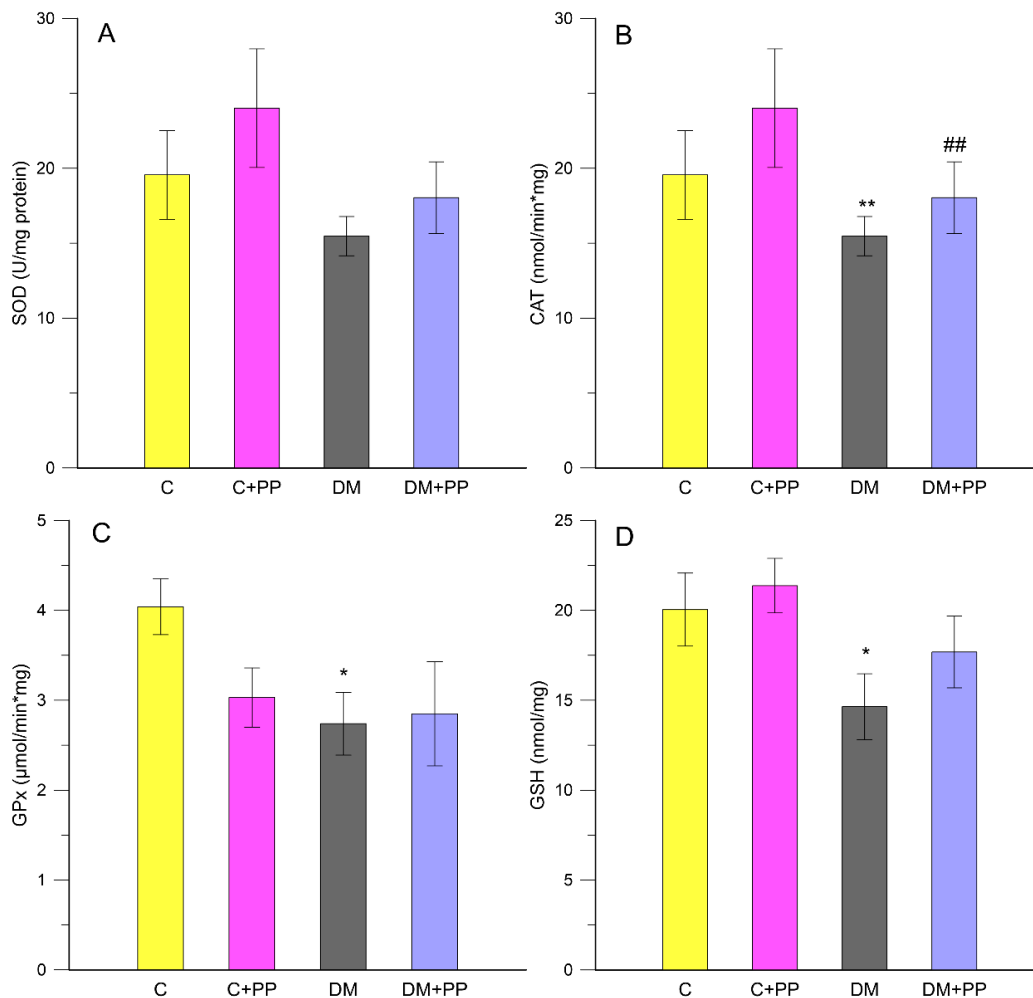 A
SOD (U/mg protein)
30
20
10
0
C C+PP DM DM+PP
B
CAT (nmol/min*mg)
30
20
10
0
**
##
C C+PP DM DM+PP
C
GPx (µmol/min*mg)
5
4
3
2
1
0
*
C C+PP DM DM+PP
D
GSH (nmol/mg)
25
20
15
10
5
0
*
C C+PP DM DM+PP